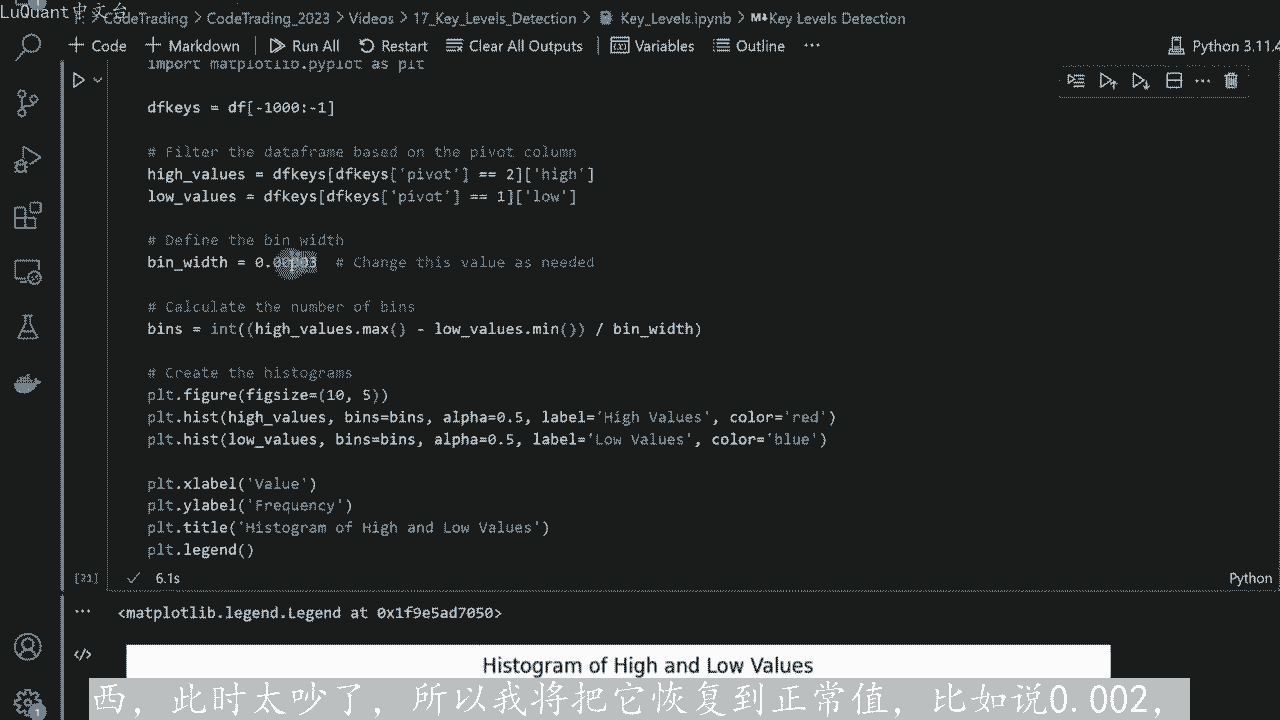 LuQuant中文台
CodeTrading > CodeTrading_2023 > Videos > 17_Key_Levels_Detection > Key_Levels.ipynb > Key Levels Detection
+ Code + Markdown Run All Restart Clear All Outputs Variables Outline ... Python 3.11.4
import matplotlib.pyplot as plt
dfkeys = df[-1000:-1]
# Filter the dataframe based on the pivot column
high_values = dfkeys[dfkeys['pivot'] == 2]['high']
low_values = dfkeys[dfkeys['pivot'] == 1]['low']
# Define the bin width
bin_width = # Change this value as needed
# Calculate the number of bins
bins = int((high_values.max() - low_values.min()) / bin_width)
# Create the histograms
plt.figure(figsize=(10, 5))
plt.hist(high_values, bins=bins, alpha=0.5, label='High Values', color='red')
plt.hist(low_values, bins=bins, alpha=0.5, label='Low Values', color='blue')
plt.xlabel('Value')
plt.ylabel('Frequency')
plt.title('Histogram of High and Low Values')
plt.legend()
6.1s Python
... <matplotlib.legend.Legend at 0x1f9e5ad7050>
</> Histogram of High and Low Values
西，此时太吵了，所以我将把它恢复到正常值，比如说0.002，